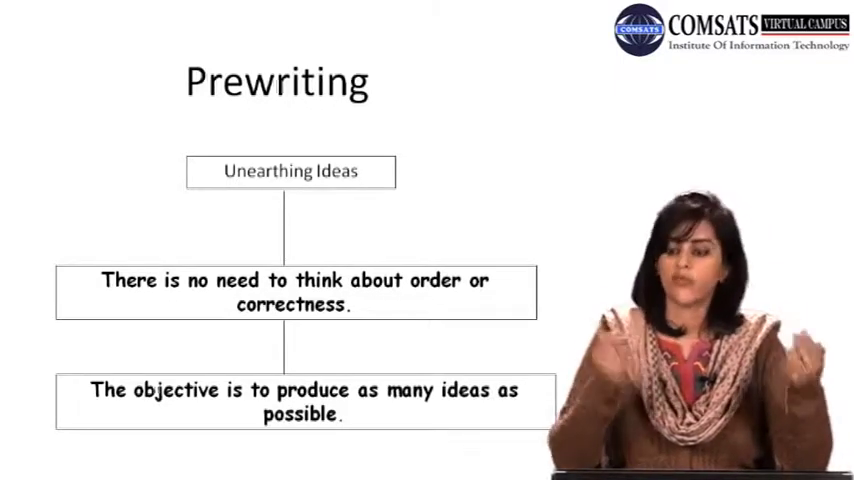 COMSATS
COMSATS VIRTUAL CAMPUS
Institute Of Information Technology
Prewriting
Unearthing Ideas
There is no need to think about order or
correctness.
The objective is to produce as many ideas as
possible.